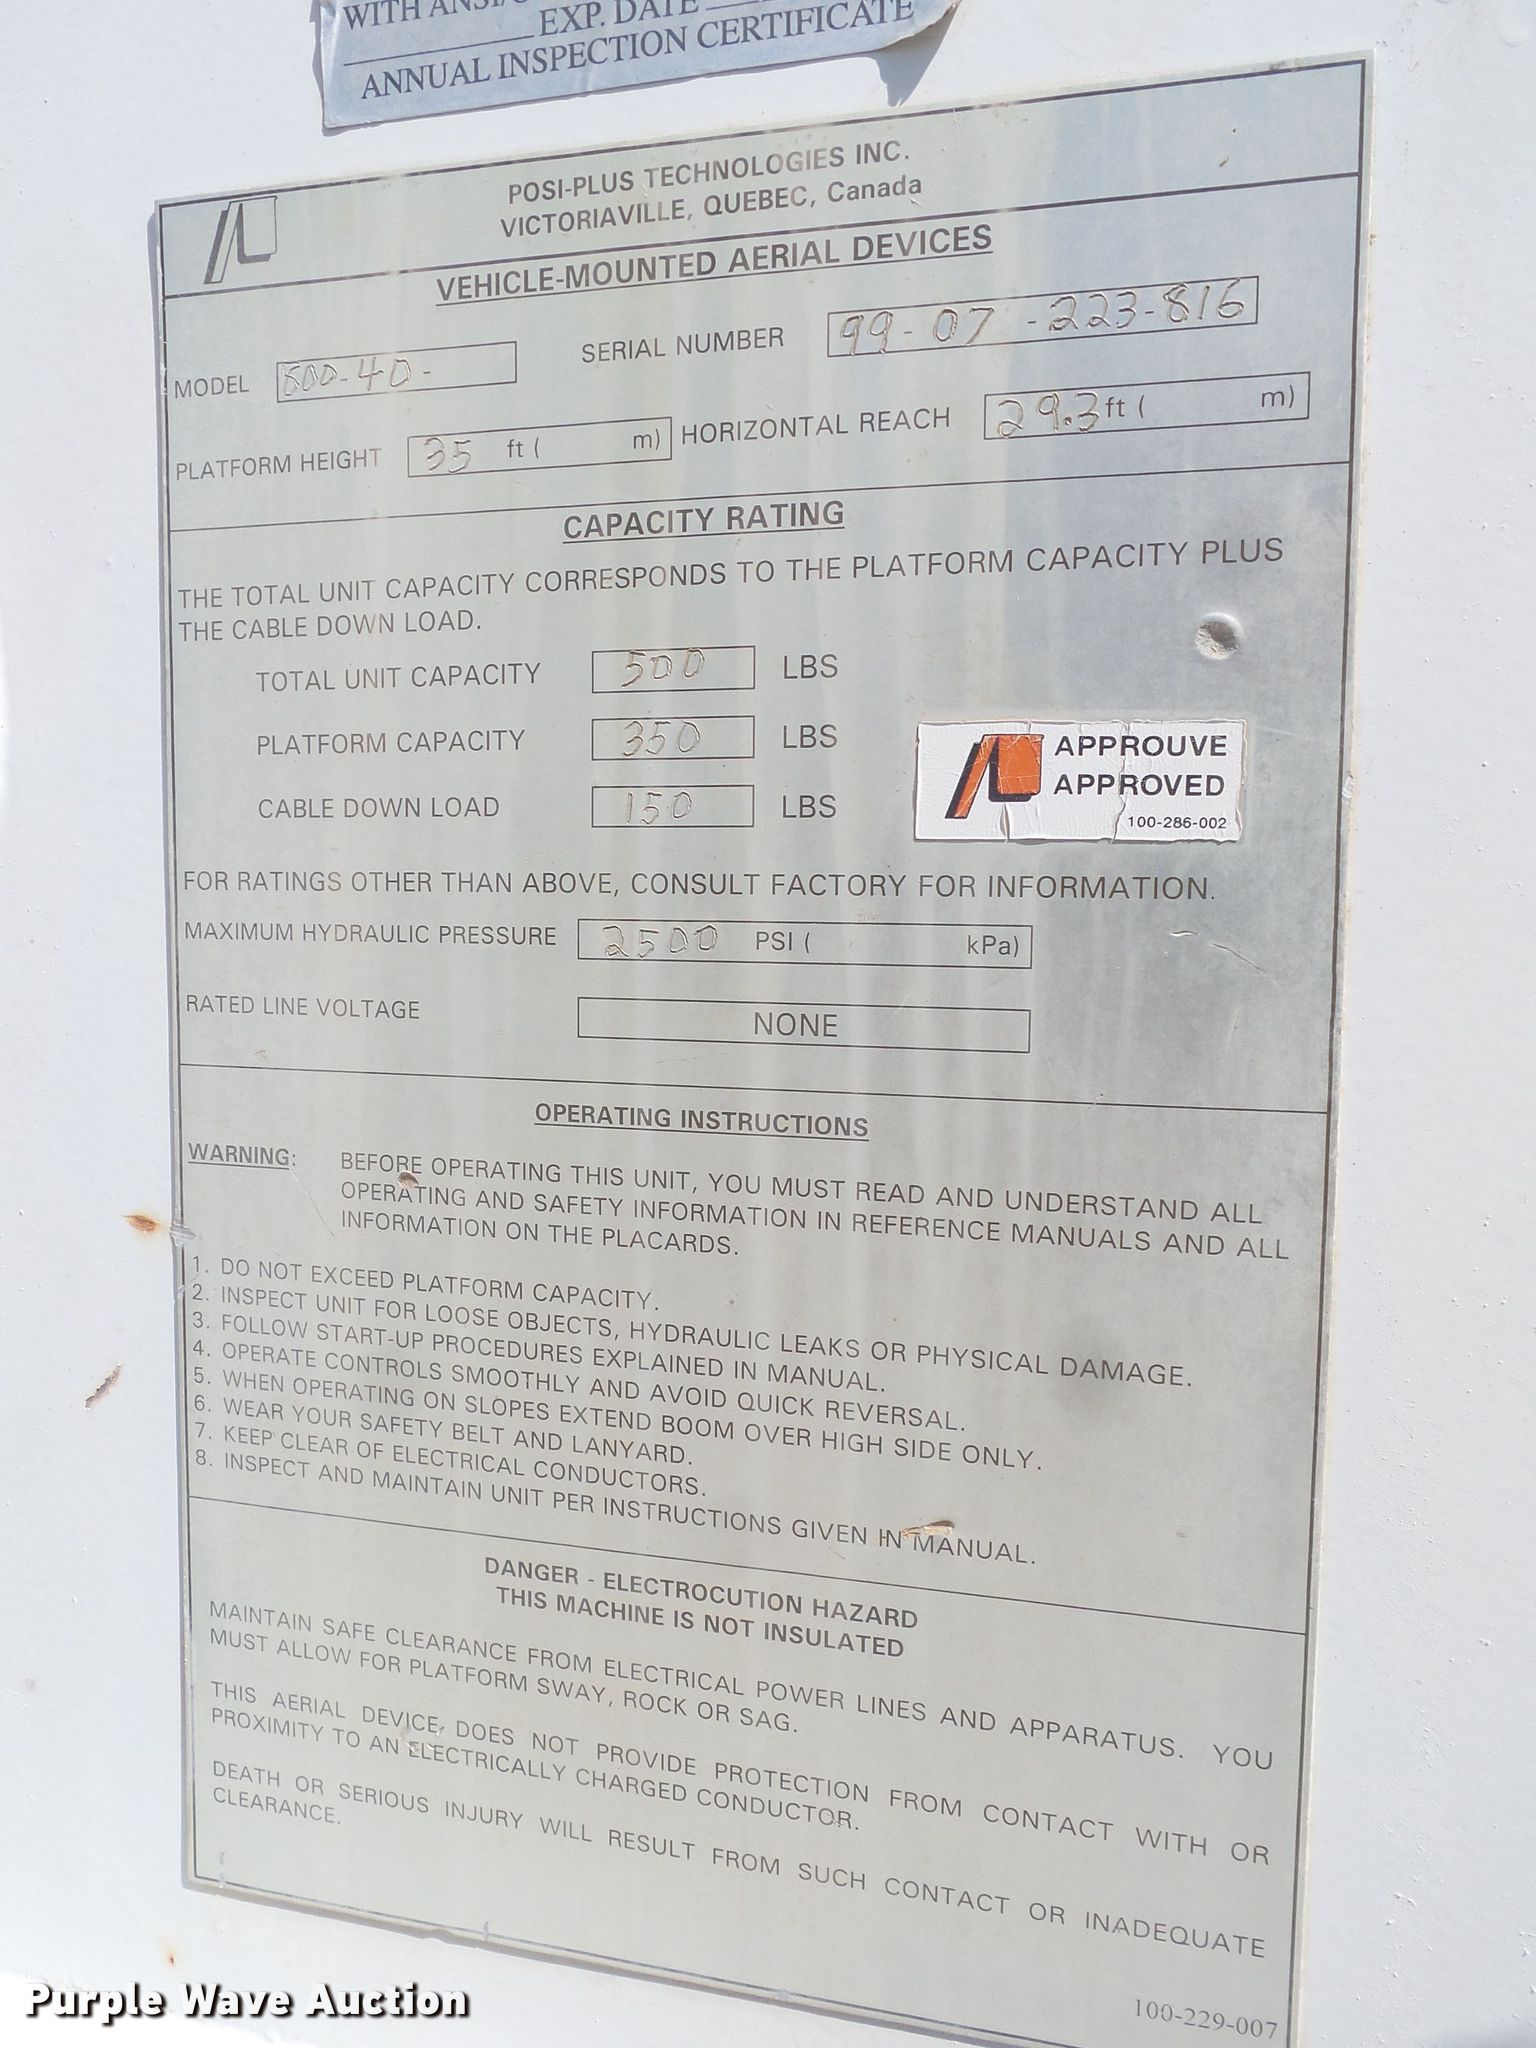 EXP. DATE
ANNUAL INSPECTION CERTIFICATE
POSI-PLUS TECHNOLOGIES INC.
VICTORIAVILLE, QUEBEC, Canada
VEHICLE-MOUNTED AERIAL DEVICES
MODEL 800-40- SERIAL NUMBER 99-07-223-816
PLATFORM HEIGHT 35 ft ( m) HORIZONTAL REACH 29.3 ft ( m)
CAPACITY RATING
THE TOTAL UNIT CAPACITY CORRESPONDS TO THE PLATFORM CAPACITY PLUS
THE CABLE DOWN LOAD.
TOTAL UNIT CAPACITY 500 LBS
PLATFORM CAPACITY 350 LBS
CABLE DOWN LOAD 150 LBS
APPROUVE
APPROVED
100-286-002
FOR RATINGS OTHER THAN ABOVE, CONSULT FACTORY FOR INFORMATION.
MAXIMUM HYDRAULIC PRESSURE 2500 PSI ( kPa)
RATED LINE VOLTAGE NONE
OPERATING INSTRUCTIONS
WARNING: BEFORE OPERATING THIS UNIT, YOU MUST READ AND UNDERSTAND ALL
OPERATING AND SAFETY INFORMATION IN REFERENCE MANUALS AND ALL
INFORMATION ON THE PLACARDS.
1. DO NOT EXCEED PLATFORM CAPACITY.
2. INSPECT UNIT FOR LOOSE OBJECTS, HYDRAULIC LEAKS OR PHYSICAL DAMAGE.
3. FOLLOW START-UP PROCEDURES EXPLAINED IN MANUAL.
4. OPERATE CONTROLS SMOOTHLY AND AVOID QUICK REVERSAL.
5. WHEN OPERATING ON SLOPES EXTEND BOOM OVER HIGH SIDE ONLY.
6. WEAR YOUR SAFETY BELT AND LANYARD.
7. KEEP CLEAR OF ELECTRICAL CONDUCTORS.
8. INSPECT AND MAINTAIN UNIT PER INSTRUCTIONS GIVEN IN MANUAL.
DANGER - ELECTROCUTION HAZARD
THIS MACHINE IS NOT INSULATED
MAINTAIN SAFE CLEARANCE FROM ELECTRICAL POWER LINES AND APPARATUS. YOU
MUST ALLOW FOR PLATFORM SWAY, ROCK OR SAG.
THIS AERIAL DEVICE DOES NOT PROVIDE PROTECTION FROM CONTACT WITH OR
PROXIMITY TO AN ELECTRICALLY CHARGED CONDUCTOR.
DEATH OR SERIOUS INJURY WILL RESULT FROM SUCH CONTACT OR INADEQUATE
CLEARANCE.
100-229-007
Purple Wave Auction